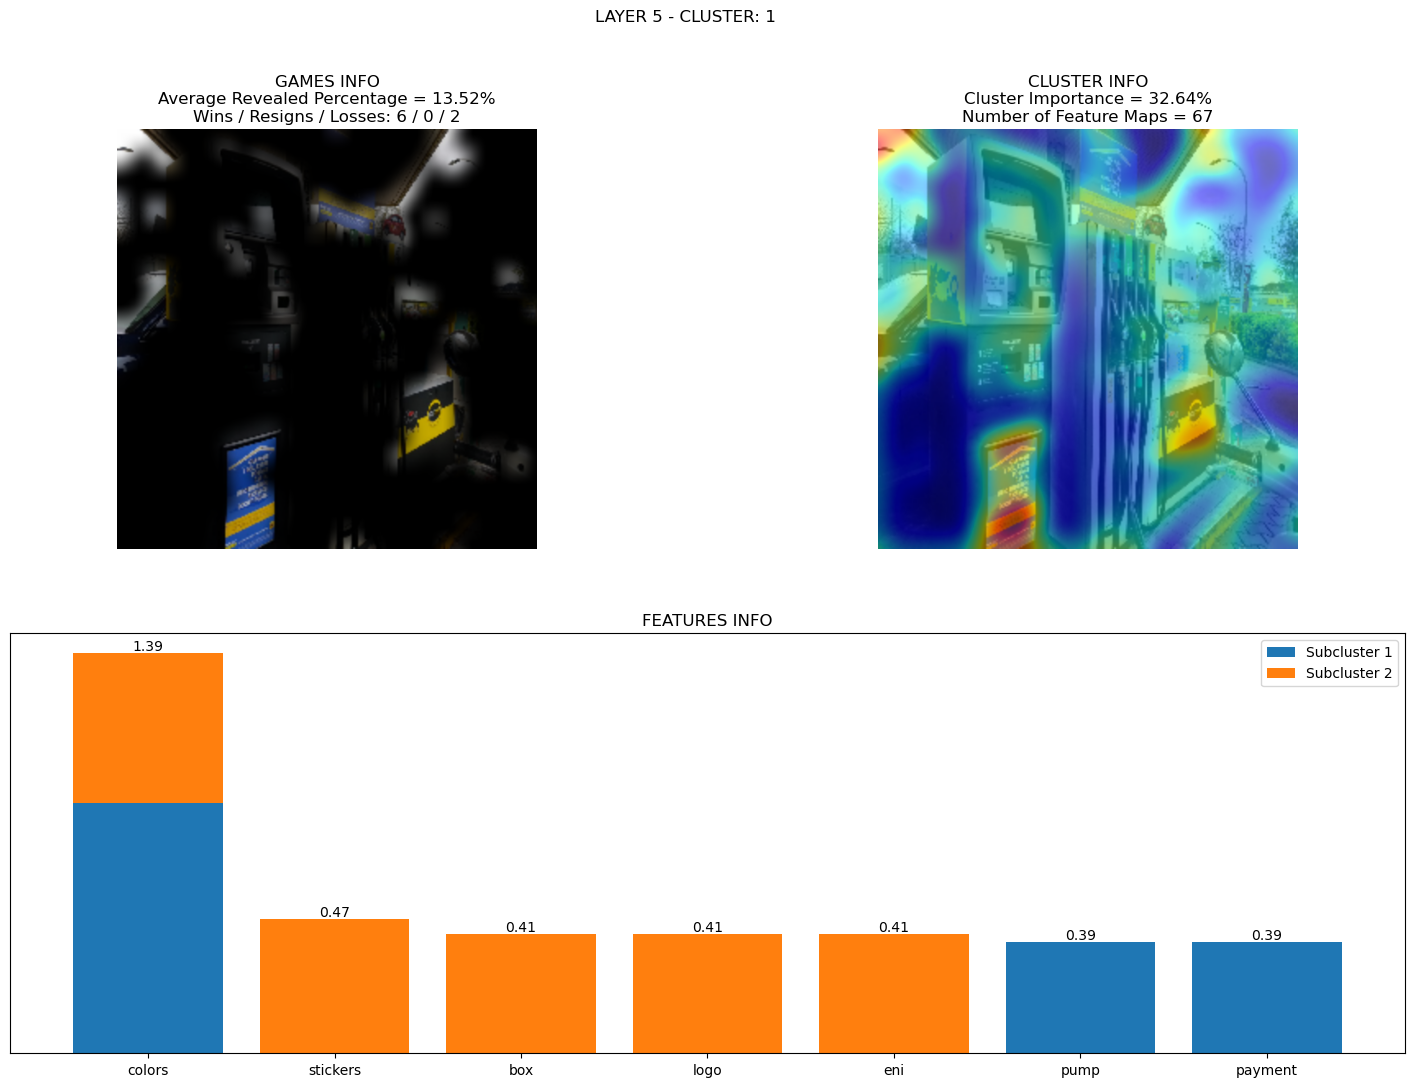 LAYER 5 - CLUSTER: 1
GAMES INFO
Average Revealed Percentage = 13.52%
Wins / Resigns / Losses: 6 / 0 / 2
CLUSTER INFO
Cluster Importance = 32.64%
Number of Feature Maps = 67
FEATURES INFO
Subcluster 1
Subcluster 2
1.39
0.47
0.41
0.41
0.41
0.39
0.39
colors
stickers
box
logo
eni
pump
payment